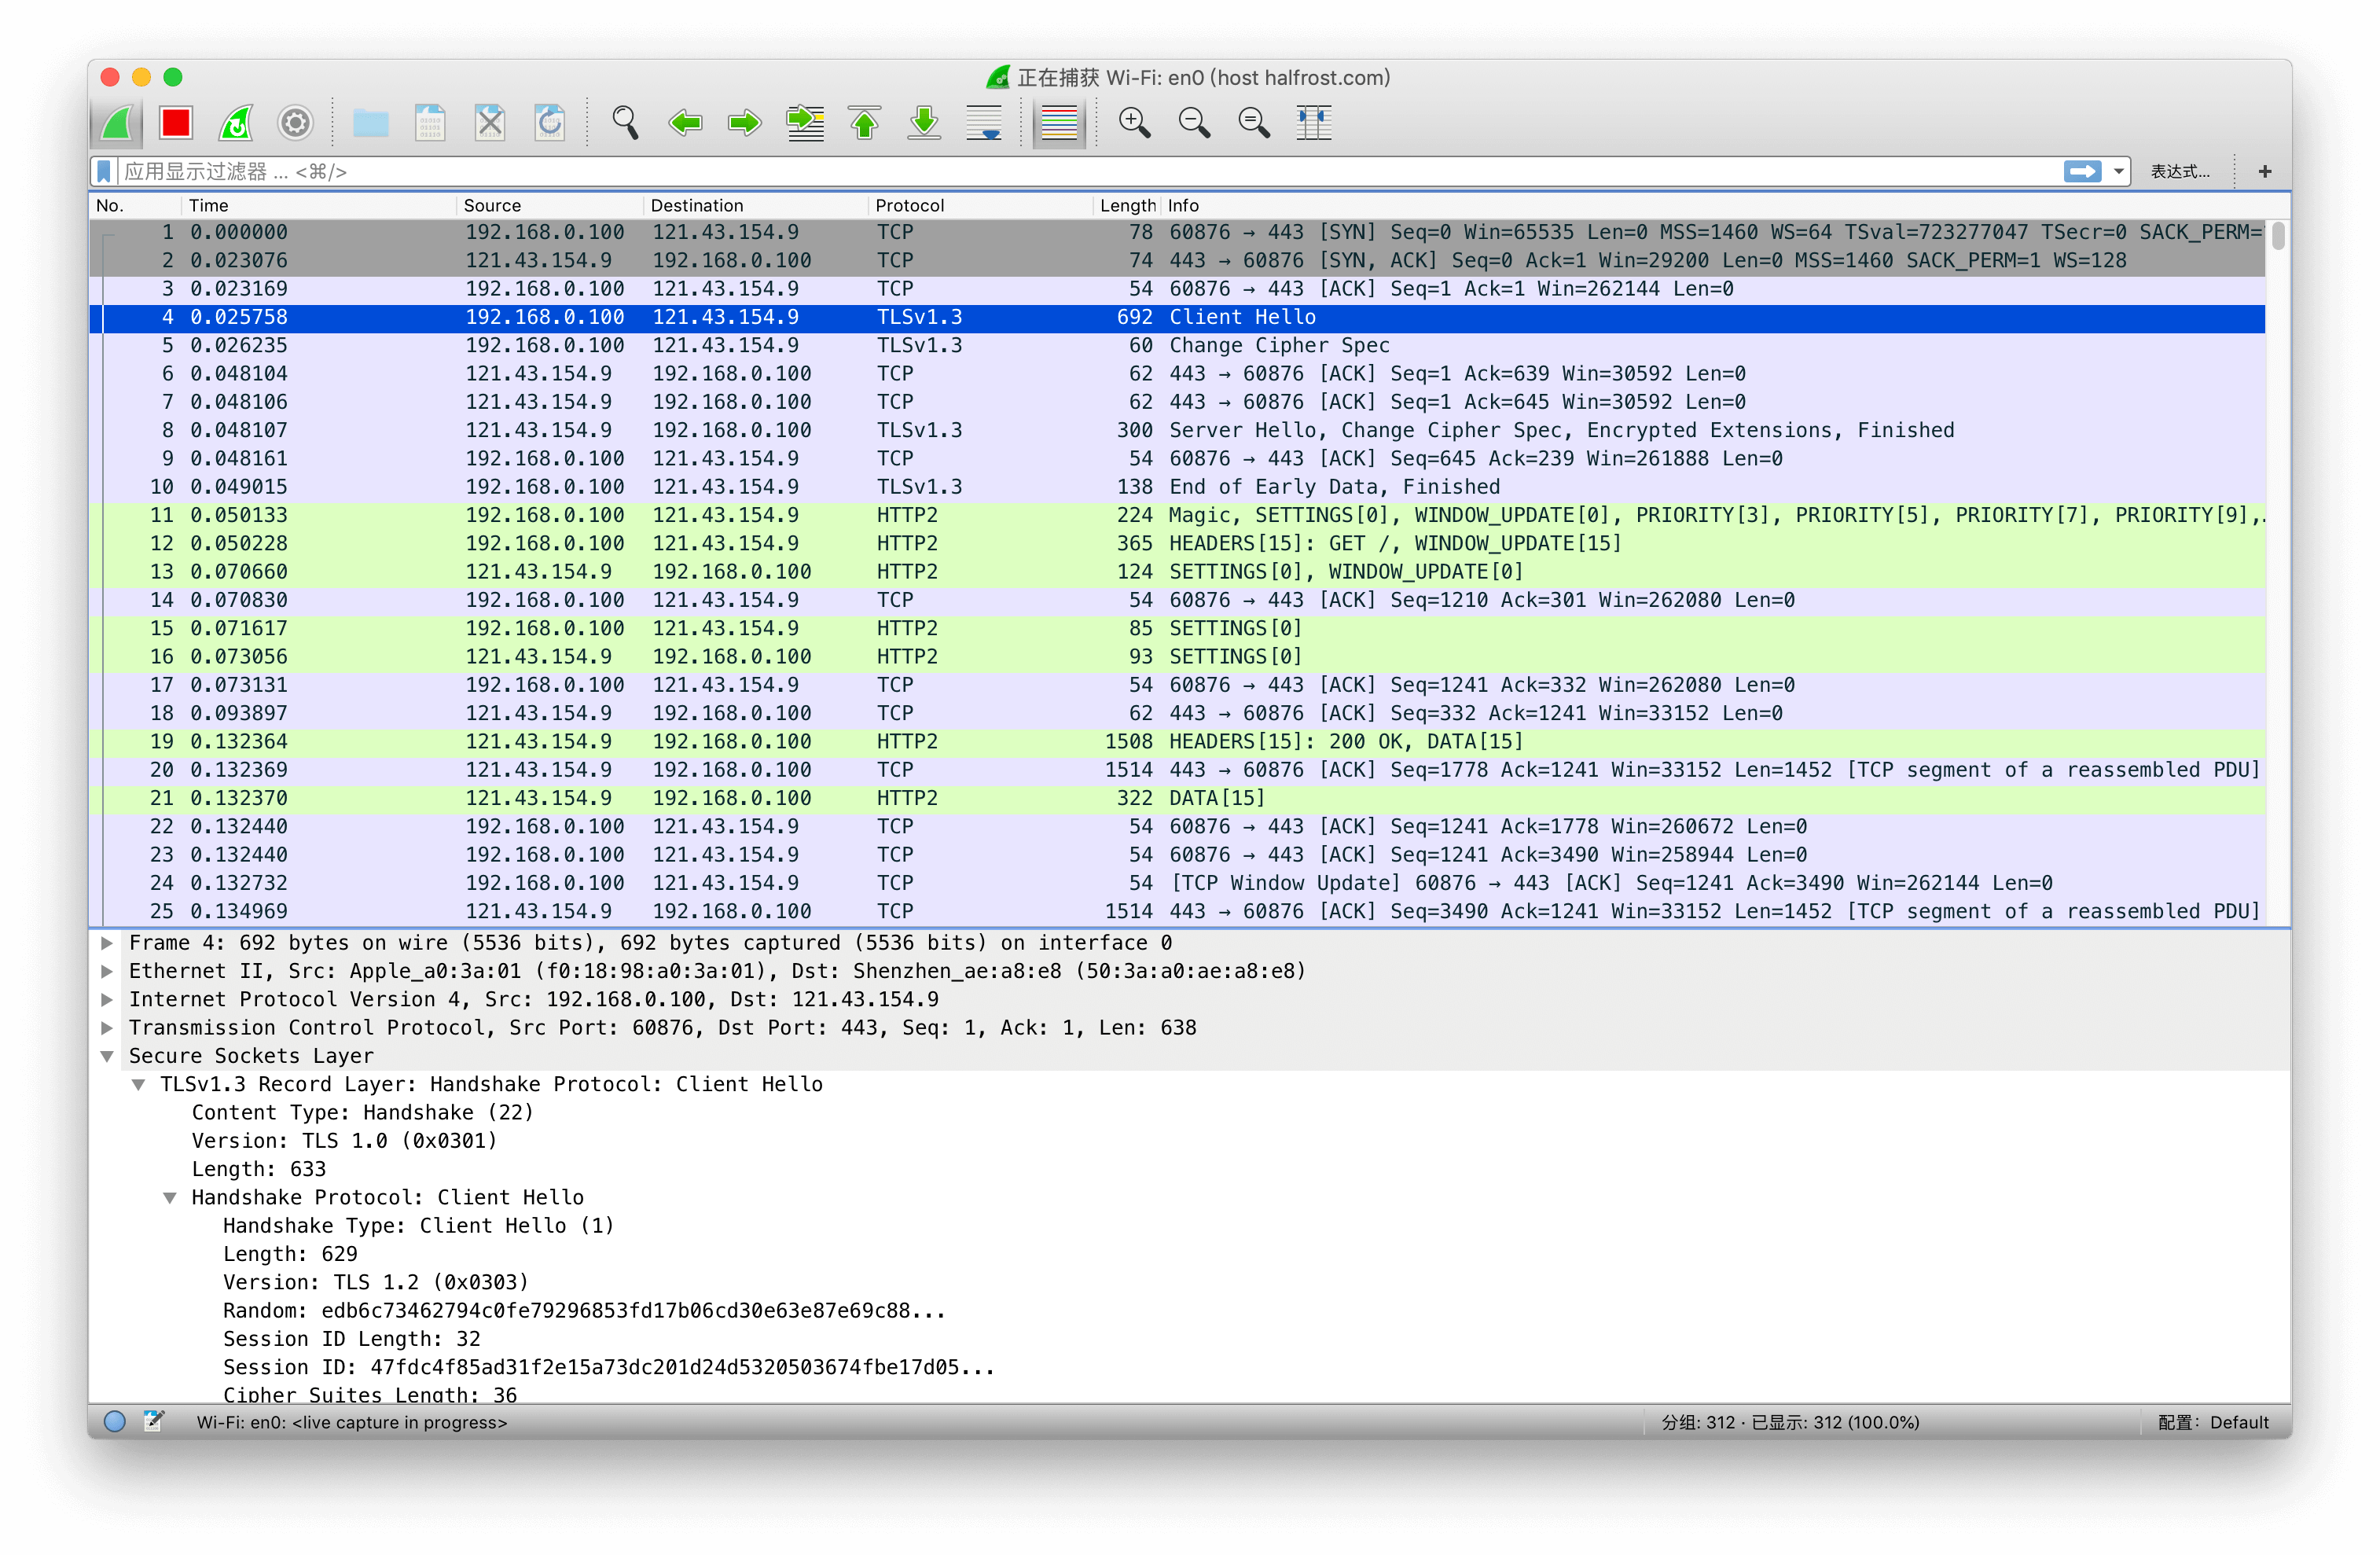 正在捕获 Wi-Fi: en0 (host halfrost.com)
应用显示过滤器 ... <⌘/> 表达式... +
No. Time Source Destination Protocol Length Info
1 0.000000 192.168.0.100 121.43.154.9 TCP 78 60876 → 443 [SYN] Seq=0 Win=65535 Len=0 MSS=1460 WS=64 TSval=723277047 TSecr=0 SACK_PERM=
2 0.023076 121.43.154.9 192.168.0.100 TCP 74 443 → 60876 [SYN, ACK] Seq=0 Ack=1 Win=29200 Len=0 MSS=1460 SACK_PERM=1 WS=128
3 0.023169 192.168.0.100 121.43.154.9 TCP 54 60876 → 443 [ACK] Seq=1 Ack=1 Win=262144 Len=0
4 0.025758 192.168.0.100 121.43.154.9 TLSv1.3 692 Client Hello
5 0.026235 192.168.0.100 121.43.154.9 TLSv1.3 60 Change Cipher Spec
6 0.048104 121.43.154.9 192.168.0.100 TCP 62 443 → 60876 [ACK] Seq=1 Ack=639 Win=30592 Len=0
7 0.048106 121.43.154.9 192.168.0.100 TCP 62 443 → 60876 [ACK] Seq=1 Ack=645 Win=30592 Len=0
8 0.048107 121.43.154.9 192.168.0.100 TLSv1.3 300 Server Hello, Change Cipher Spec, Encrypted Extensions, Finished
9 0.048161 192.168.0.100 121.43.154.9 TCP 54 60876 → 443 [ACK] Seq=645 Ack=239 Win=261888 Len=0
10 0.049015 192.168.0.100 121.43.154.9 TLSv1.3 138 End of Early Data, Finished
11 0.050133 192.168.0.100 121.43.154.9 HTTP2 224 Magic, SETTINGS[0], WINDOW_UPDATE[0], PRIORITY[3], PRIORITY[5], PRIORITY[7], PRIORITY[9],.
12 0.050228 192.168.0.100 121.43.154.9 HTTP2 365 HEADERS[15]: GET /, WINDOW_UPDATE[15]
13 0.070660 121.43.154.9 192.168.0.100 HTTP2 124 SETTINGS[0], WINDOW_UPDATE[0]
14 0.070830 192.168.0.100 121.43.154.9 TCP 54 60876 → 443 [ACK] Seq=1210 Ack=301 Win=262080 Len=0
15 0.071617 192.168.0.100 121.43.154.9 HTTP2 85 SETTINGS[0]
16 0.073056 121.43.154.9 192.168.0.100 HTTP2 93 SETTINGS[0]
17 0.073131 192.168.0.100 121.43.154.9 TCP 54 60876 → 443 [ACK] Seq=1241 Ack=332 Win=262080 Len=0
18 0.093897 121.43.154.9 192.168.0.100 TCP 62 443 → 60876 [ACK] Seq=332 Ack=1241 Win=33152 Len=0
19 0.132364 121.43.154.9 192.168.0.100 HTTP2 1508 HEADERS[15]: 200 OK, DATA[15]
20 0.132369 121.43.154.9 192.168.0.100 TCP 1514 443 → 60876 [ACK] Seq=1778 Ack=1241 Win=33152 Len=1452 [TCP segment of a reassembled PDU]
21 0.132370 121.43.154.9 192.168.0.100 HTTP2 322 DATA[15]
22 0.132440 192.168.0.100 121.43.154.9 TCP 54 60876 → 443 [ACK] Seq=1241 Ack=1778 Win=260672 Len=0
23 0.132440 192.168.0.100 121.43.154.9 TCP 54 60876 → 443 [ACK] Seq=1241 Ack=3490 Win=258944 Len=0
24 0.132732 192.168.0.100 121.43.154.9 TCP 54 [TCP Window Update] 60876 → 443 [ACK] Seq=1241 Ack=3490 Win=262144 Len=0
25 0.134969 121.43.154.9 192.168.0.100 TCP 1514 443 → 60876 [ACK] Seq=3490 Ack=1241 Win=33152 Len=1452 [TCP segment of a reassembled PDU]
Frame 4: 692 bytes on wire (5536 bits), 692 bytes captured (5536 bits) on interface 0
Ethernet II, Src: Apple_a0:3a:01 (f0:18:98:a0:3a:01), Dst: Shenzhen_ae:a8:e8 (50:3a:a0:ae:a8:e8)
Internet Protocol Version 4, Src: 192.168.0.100, Dst: 121.43.154.9
Transmission Control Protocol, Src Port: 60876, Dst Port: 443, Seq: 1, Ack: 1, Len: 638
Secure Sockets Layer
TLSv1.3 Record Layer: Handshake Protocol: Client Hello
Content Type: Handshake (22)
Version: TLS 1.0 (0x0301)
Length: 633
Handshake Protocol: Client Hello
Handshake Type: Client Hello (1)
Length: 629
Version: TLS 1.2 (0x0303)
Random: edb6c73462794c0fe79296853fd17b06cd30e63e87e69c88...
Session ID Length: 32
Session ID: 47fdc4f85ad31f2e15a73dc201d24d5320503674fbe17d05...
Cipher Suites Length: 36
Wi-Fi: en0: <live capture in progress> 分组: 312 · 已显示: 312 (100.0%) 配置: Default